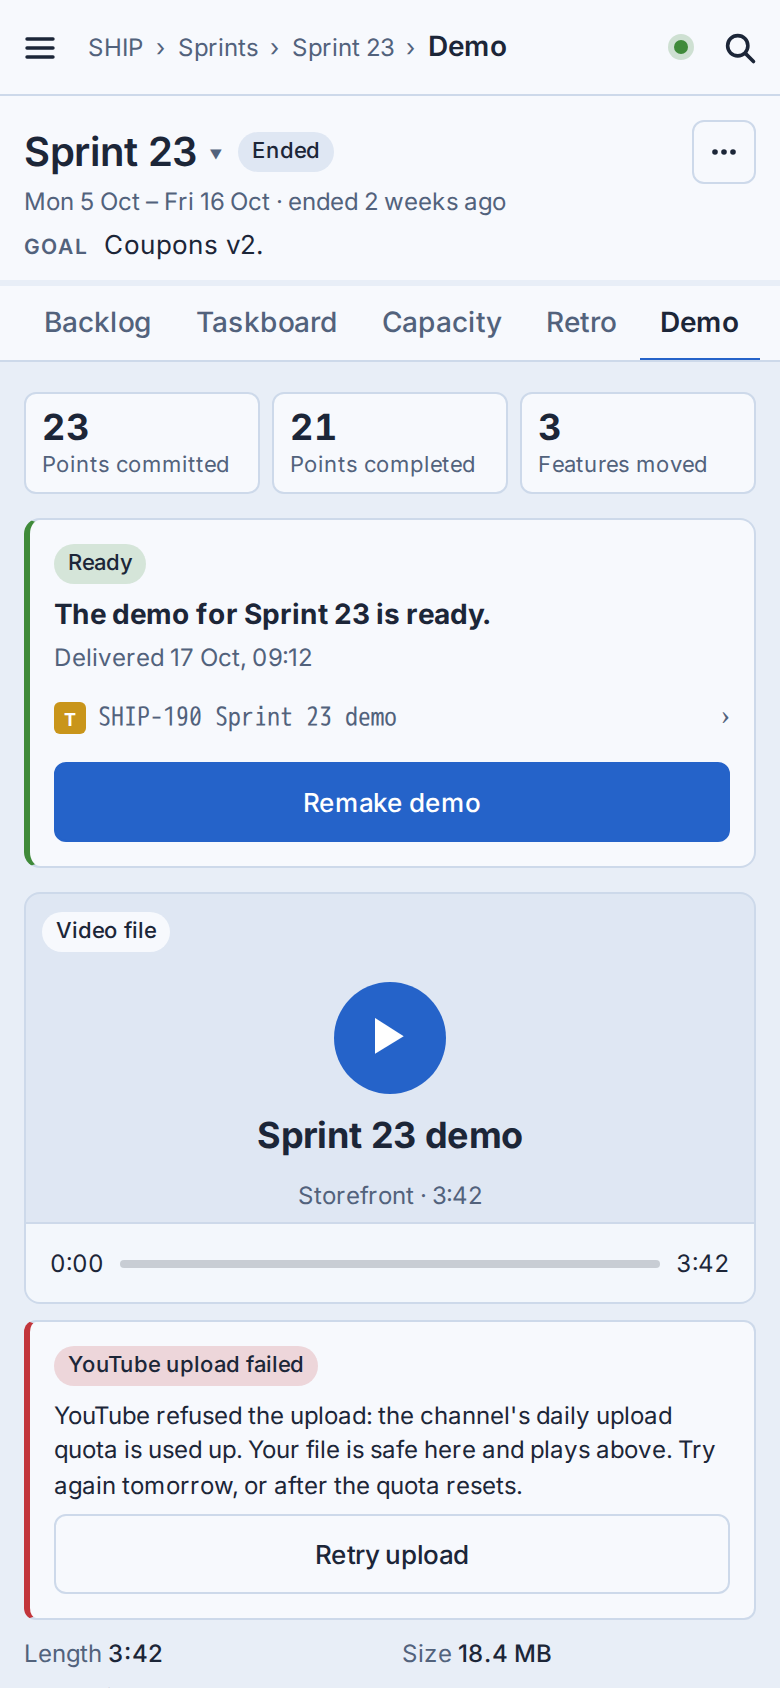 SHIP › Sprints › Sprint 23 › Demo
Sprint 23 ▾ Ended
Mon 5 Oct – Fri 16 Oct · ended 2 weeks ago
GOAL Coupons v2.
Backlog Taskboard Capacity Retro Demo
23 21 3
Points committed Points completed Features moved
Ready
The demo for Sprint 23 is ready.
Delivered 17 Oct, 09:12
T SHIP-190 Sprint 23 demo ›
Remake demo
Video file
Sprint 23 demo
Storefront · 3:42
0:00 3:42
YouTube upload failed
YouTube refused the upload: the channel's daily upload
quota is used up. Your file is safe here and plays above. Try
again tomorrow, or after the quota resets.
Retry upload
Length 3:42 Size 18.4 MB